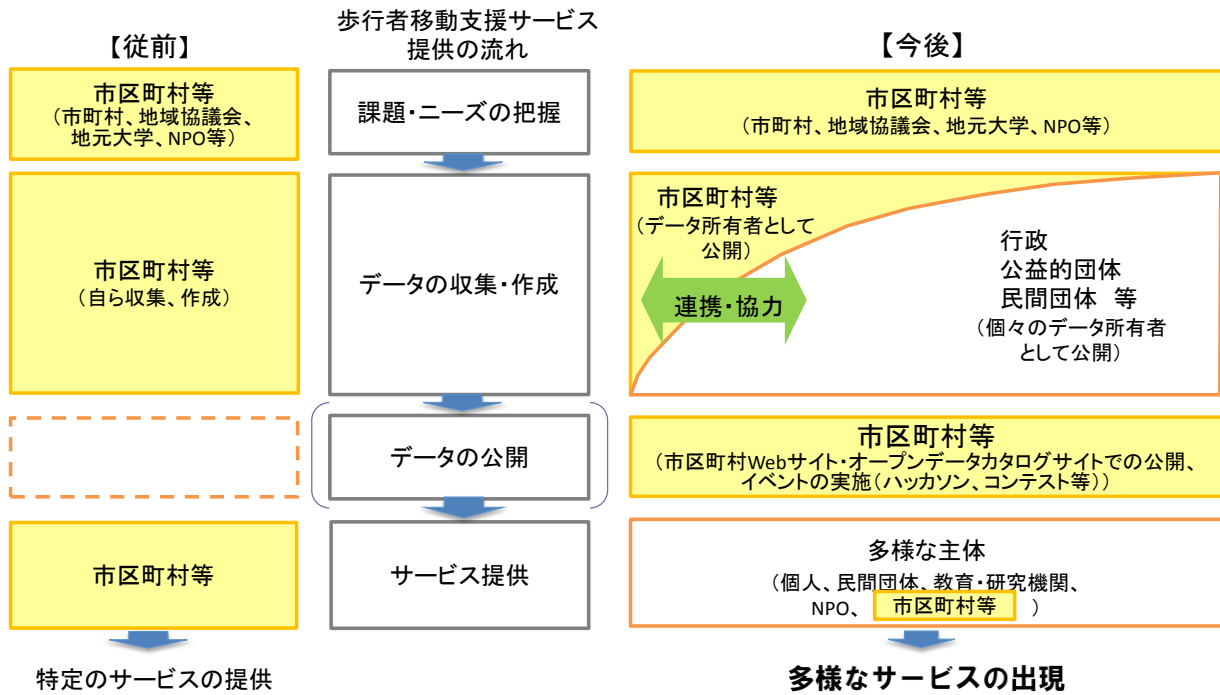 歩行者移動支援サービス
提供の流れ
【従前】
【今後】
市区町村等
（市町村、地域協議会、
地元大学、NPO等）
課題・ニーズの把握
市区町村等
（市町村、地域協議会、地元大学、NPO等）
市区町村等
（自ら収集、作成）
データの収集・作成
市区町村等
（データ所有者として
公開）
連携・協力
行政
公益的団体
民間団体　等
（個々のデータ所有者
として公開）
データの公開
市区町村等
（市区町村Webサイト・オープンデータカタログサイトでの公開、
イベントの実施（ハッカソン、コンテスト等））
市区町村等
サービス提供
多様な主体
（個人、民間団体、教育・研究機関、
NPO、 市区町村等 ）
特定のサービスの提供
多様なサービスの出現